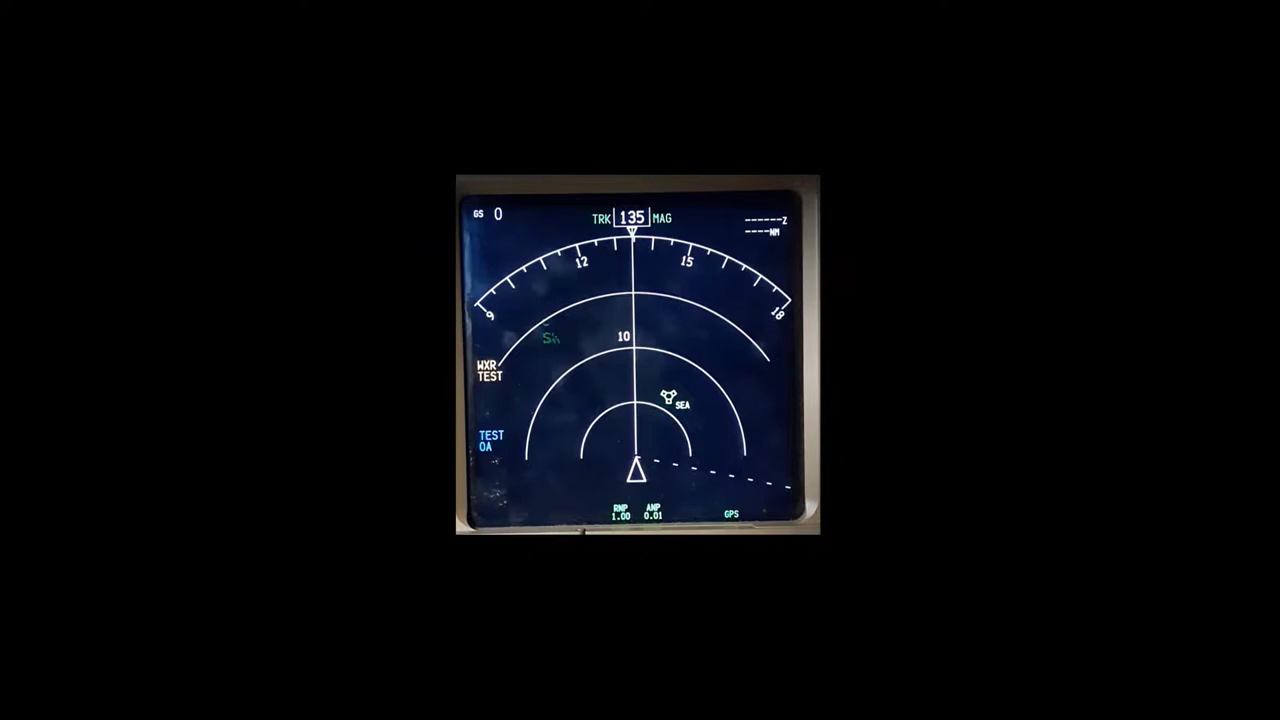 GS 0
TRK 135 MAG
------Z
----NM
12
15
9
18
10
WXR
TEST
SEA
TEST
OA
RNP
1.00
ANP
0.01
GPS